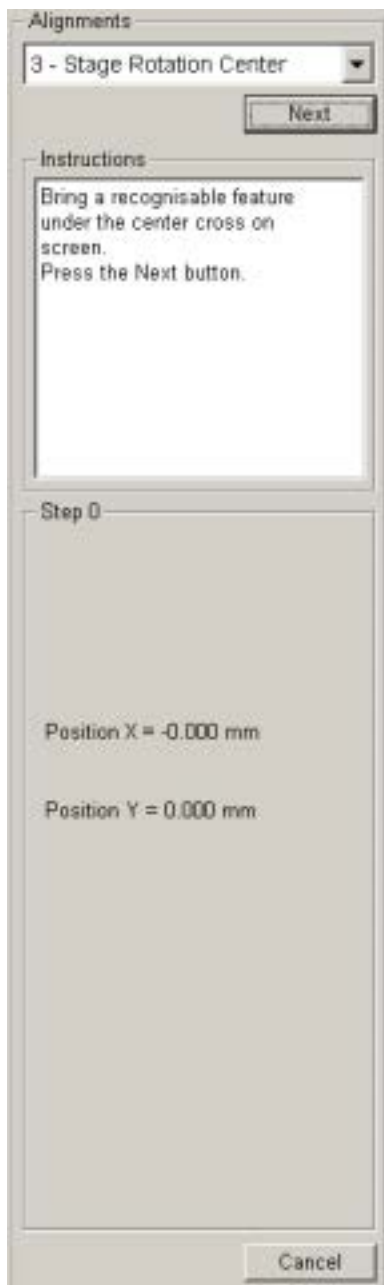 Alignments
3 - Stage Rotation Center
Next
Instructions
Bring a recognisable feature
under the center cross on
screen.
Press the Next button.
Step 0
Position X = -0.000 mm
Position Y = 0.000 mm
Cancel